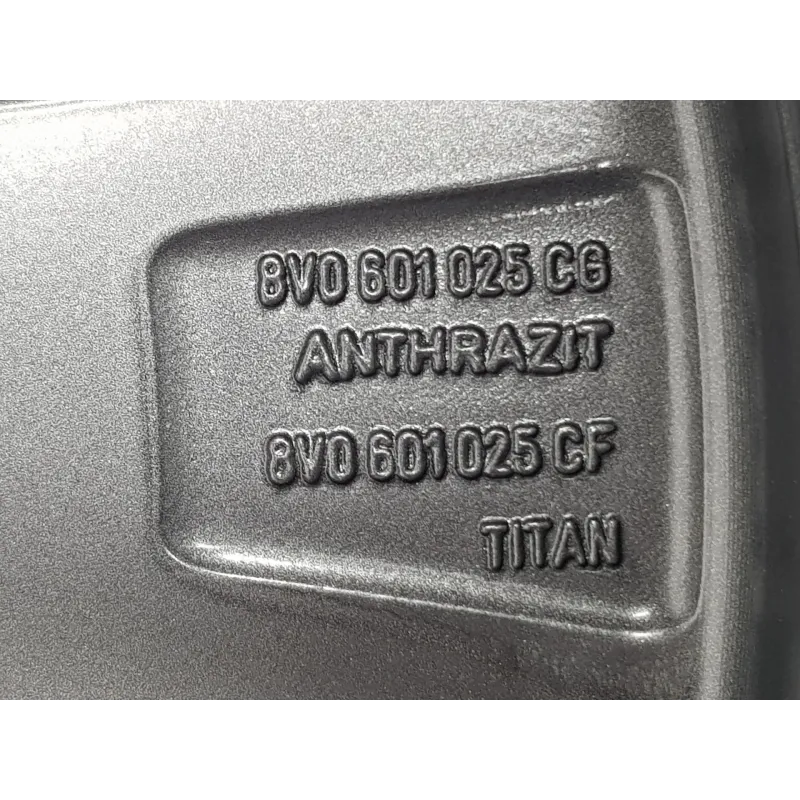 8V0 601 025 CG
ANTHRAZIT
8V0 601 025 CF
TITAN